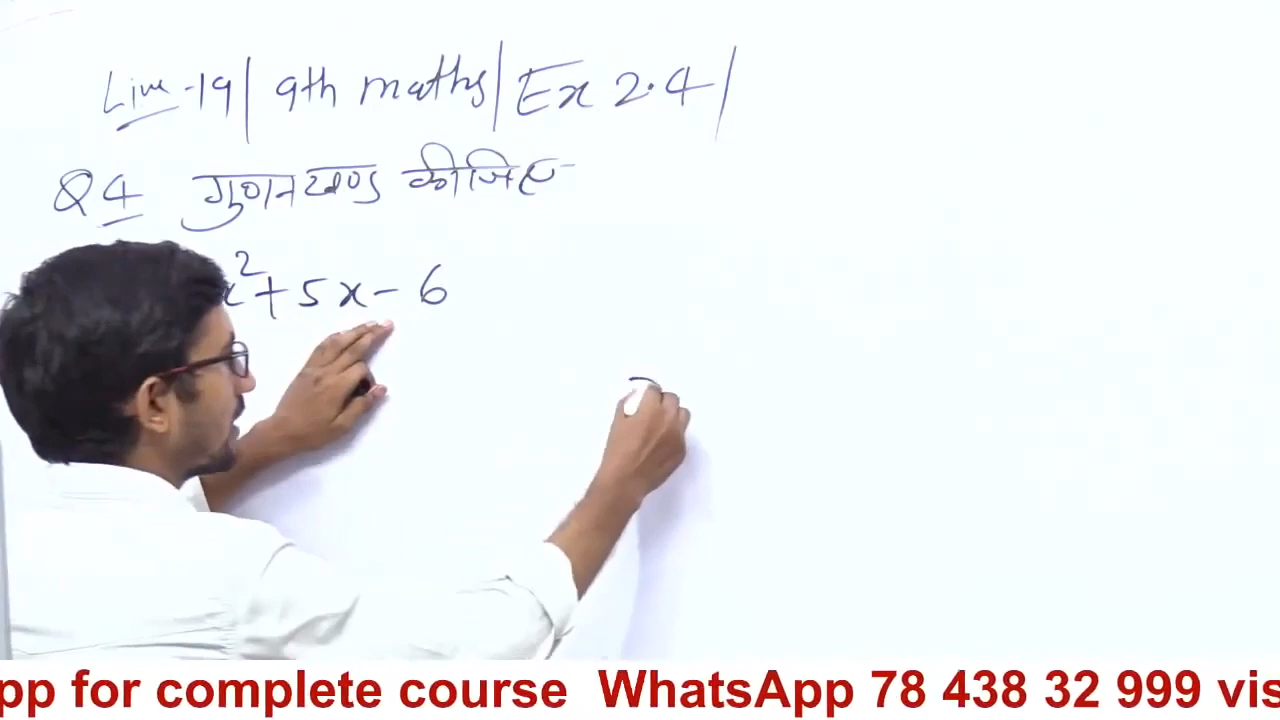 Live-19| 9th maths| Ex 2.4|
Q4 गुणनखण्ड कीजिए-
x²+5x-6
pp for complete course WhatsApp 78 438 32 999 vis